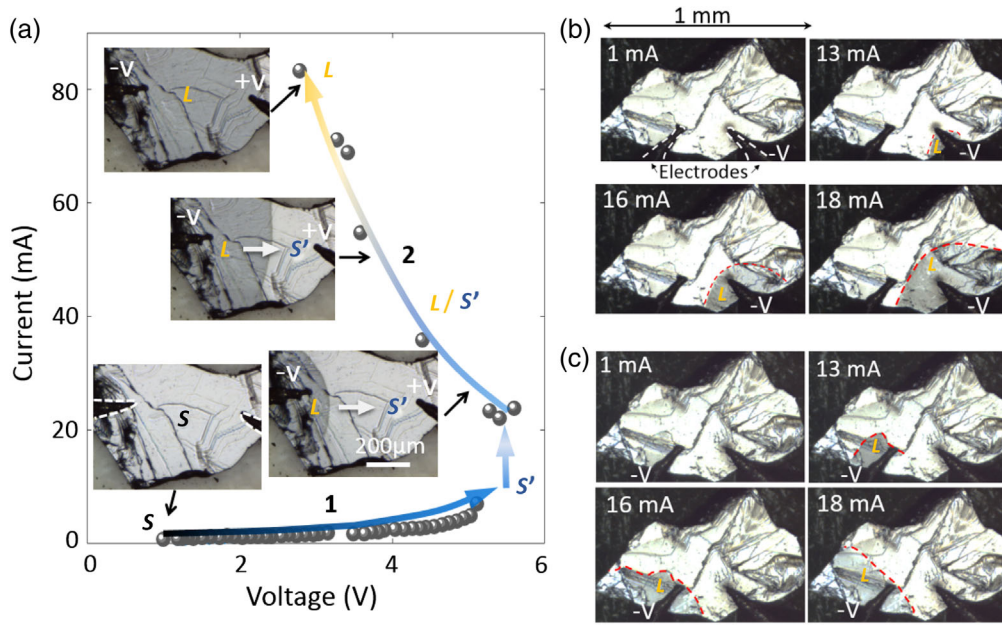 (a)
80
60
40
20
0
Current (mA)
0
2
4
6
Voltage (V)
-V
+V
L
L
-V
+V
L
S'
2
L/ S'
-V
+V
S
L
S'
200μm
S
1
S'
(b)
1 mm
1 mA
-V
Electrodes
13 mA
L
-V
16 mA
L
-V
18 mA
L
-V
(c)
1 mA
-V
13 mA
L
-V
16 mA
L
-V
18 mA
L
-V